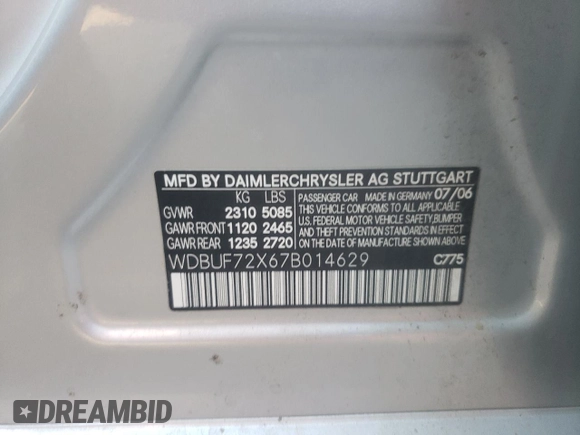 MFD BY DAIMLERCHRYSLER AG STUTTGART
KG LBS
GVWR 2310 5085
GAWR FRONT 1120 2465
GAWR REAR 1235 2720
PASSENGER CAR MADE IN GERMANY 07/06
THIS VEHICLE CONFORMS TO ALL APPLICABLE
U.S. FEDERAL MOTOR VEHICLE SAFETY, BUMPER
AND THEFT PREVENTION STANDARDS IN EFFECT
ON THE DATE OF MANUFACTURE SHOWN ABOVE.
WDBUF72X67B014629
C775
DREAMBID